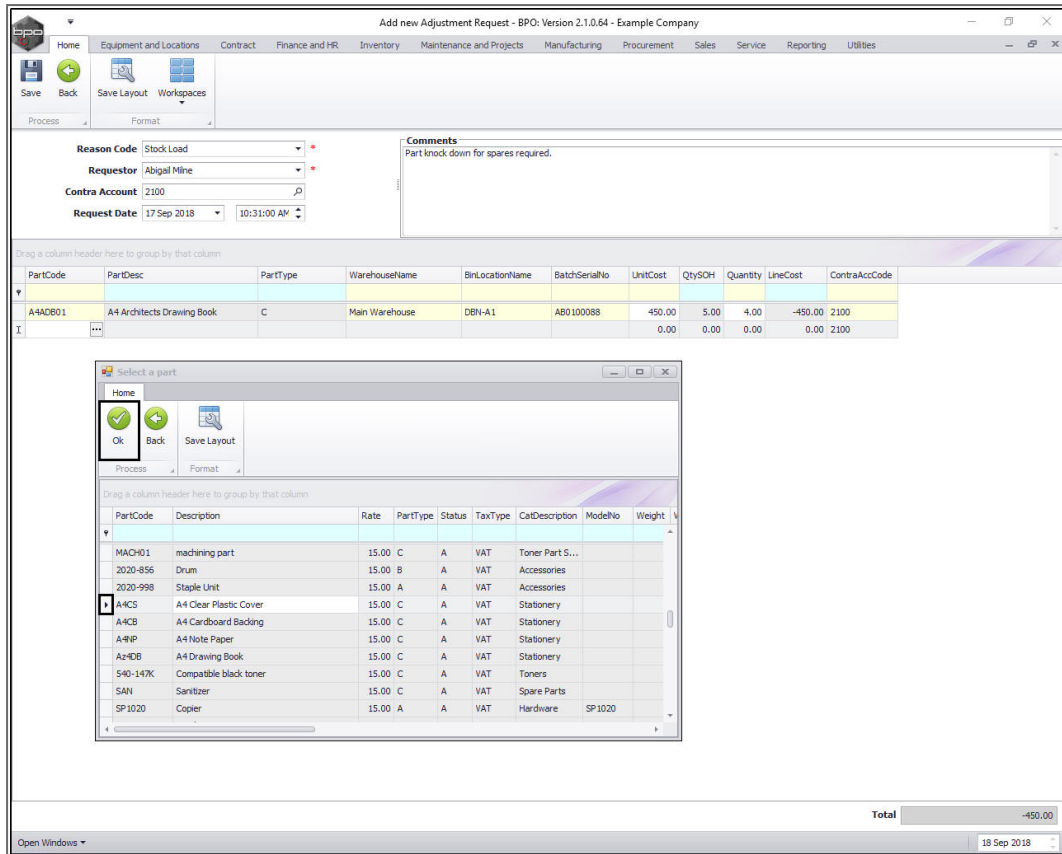 Add new Adjustment Request - BPO: Version 2.1.0.64 - Example Company
bpo
Home Equipment and Locations Contract Finance and HR Inventory Maintenance and Projects Manufacturing Procurement Sales Service Reporting Utilities
Save Back Save Layout Workspaces
Process Format
Reason Code Stock Load *
Requestor Abigail Milne *
Contra Account 2100
Request Date 17 Sep 2018 10:31:00 AM
Comments
Part knock down for spares required.
Drag a column header here to group by that column
PartCode PartDesc PartType WarehouseName BinLocationName BatchSerialNo UnitCost QtySOH Quantity LineCost ContraAccCode
A4ADB01 A4 Architects Drawing Book C Main Warehouse DBN-A1 AB0100088 450.00 5.00 4.00 -450.00 2100
... 0.00 0.00 0.00 0.00 2100
Select a part
Home
Ok Back Save Layout
Process Format
Drag a column header here to group by that column
PartCode Description Rate PartType Status TaxType CatDescription ModelNo Weight
MACH01 machining part 15.00 C A VAT Toner Part S...
2020-856 Drum 15.00 B A VAT Accessories
2020-998 Staple Unit 15.00 A A VAT Accessories
A4CS A4 Clear Plastic Cover 15.00 C A VAT Stationery
A4CB A4 Cardboard Backing 15.00 C A VAT Stationery
A4NP A4 Note Paper 15.00 C A VAT Stationery
Az4DB A4 Drawing Book 15.00 C A VAT Stationery
540-147K Compatible black toner 15.00 C A VAT Toners
SAN Sanitizer 15.00 C A VAT Spare Parts
SP1020 Copier 15.00 A A VAT Hardware SP1020
Total -450.00
Open Windows 18 Sep 2018